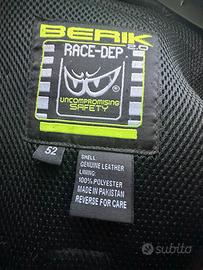 BERIK
2.0
RACE-DEP
UNCOMPROMISING
SAFETY
52
SHELL:
GENUINE LEATHER
LINING:
100% POLYESTER
MADE IN PAKISTAN
REVERSE FOR CARE
subito